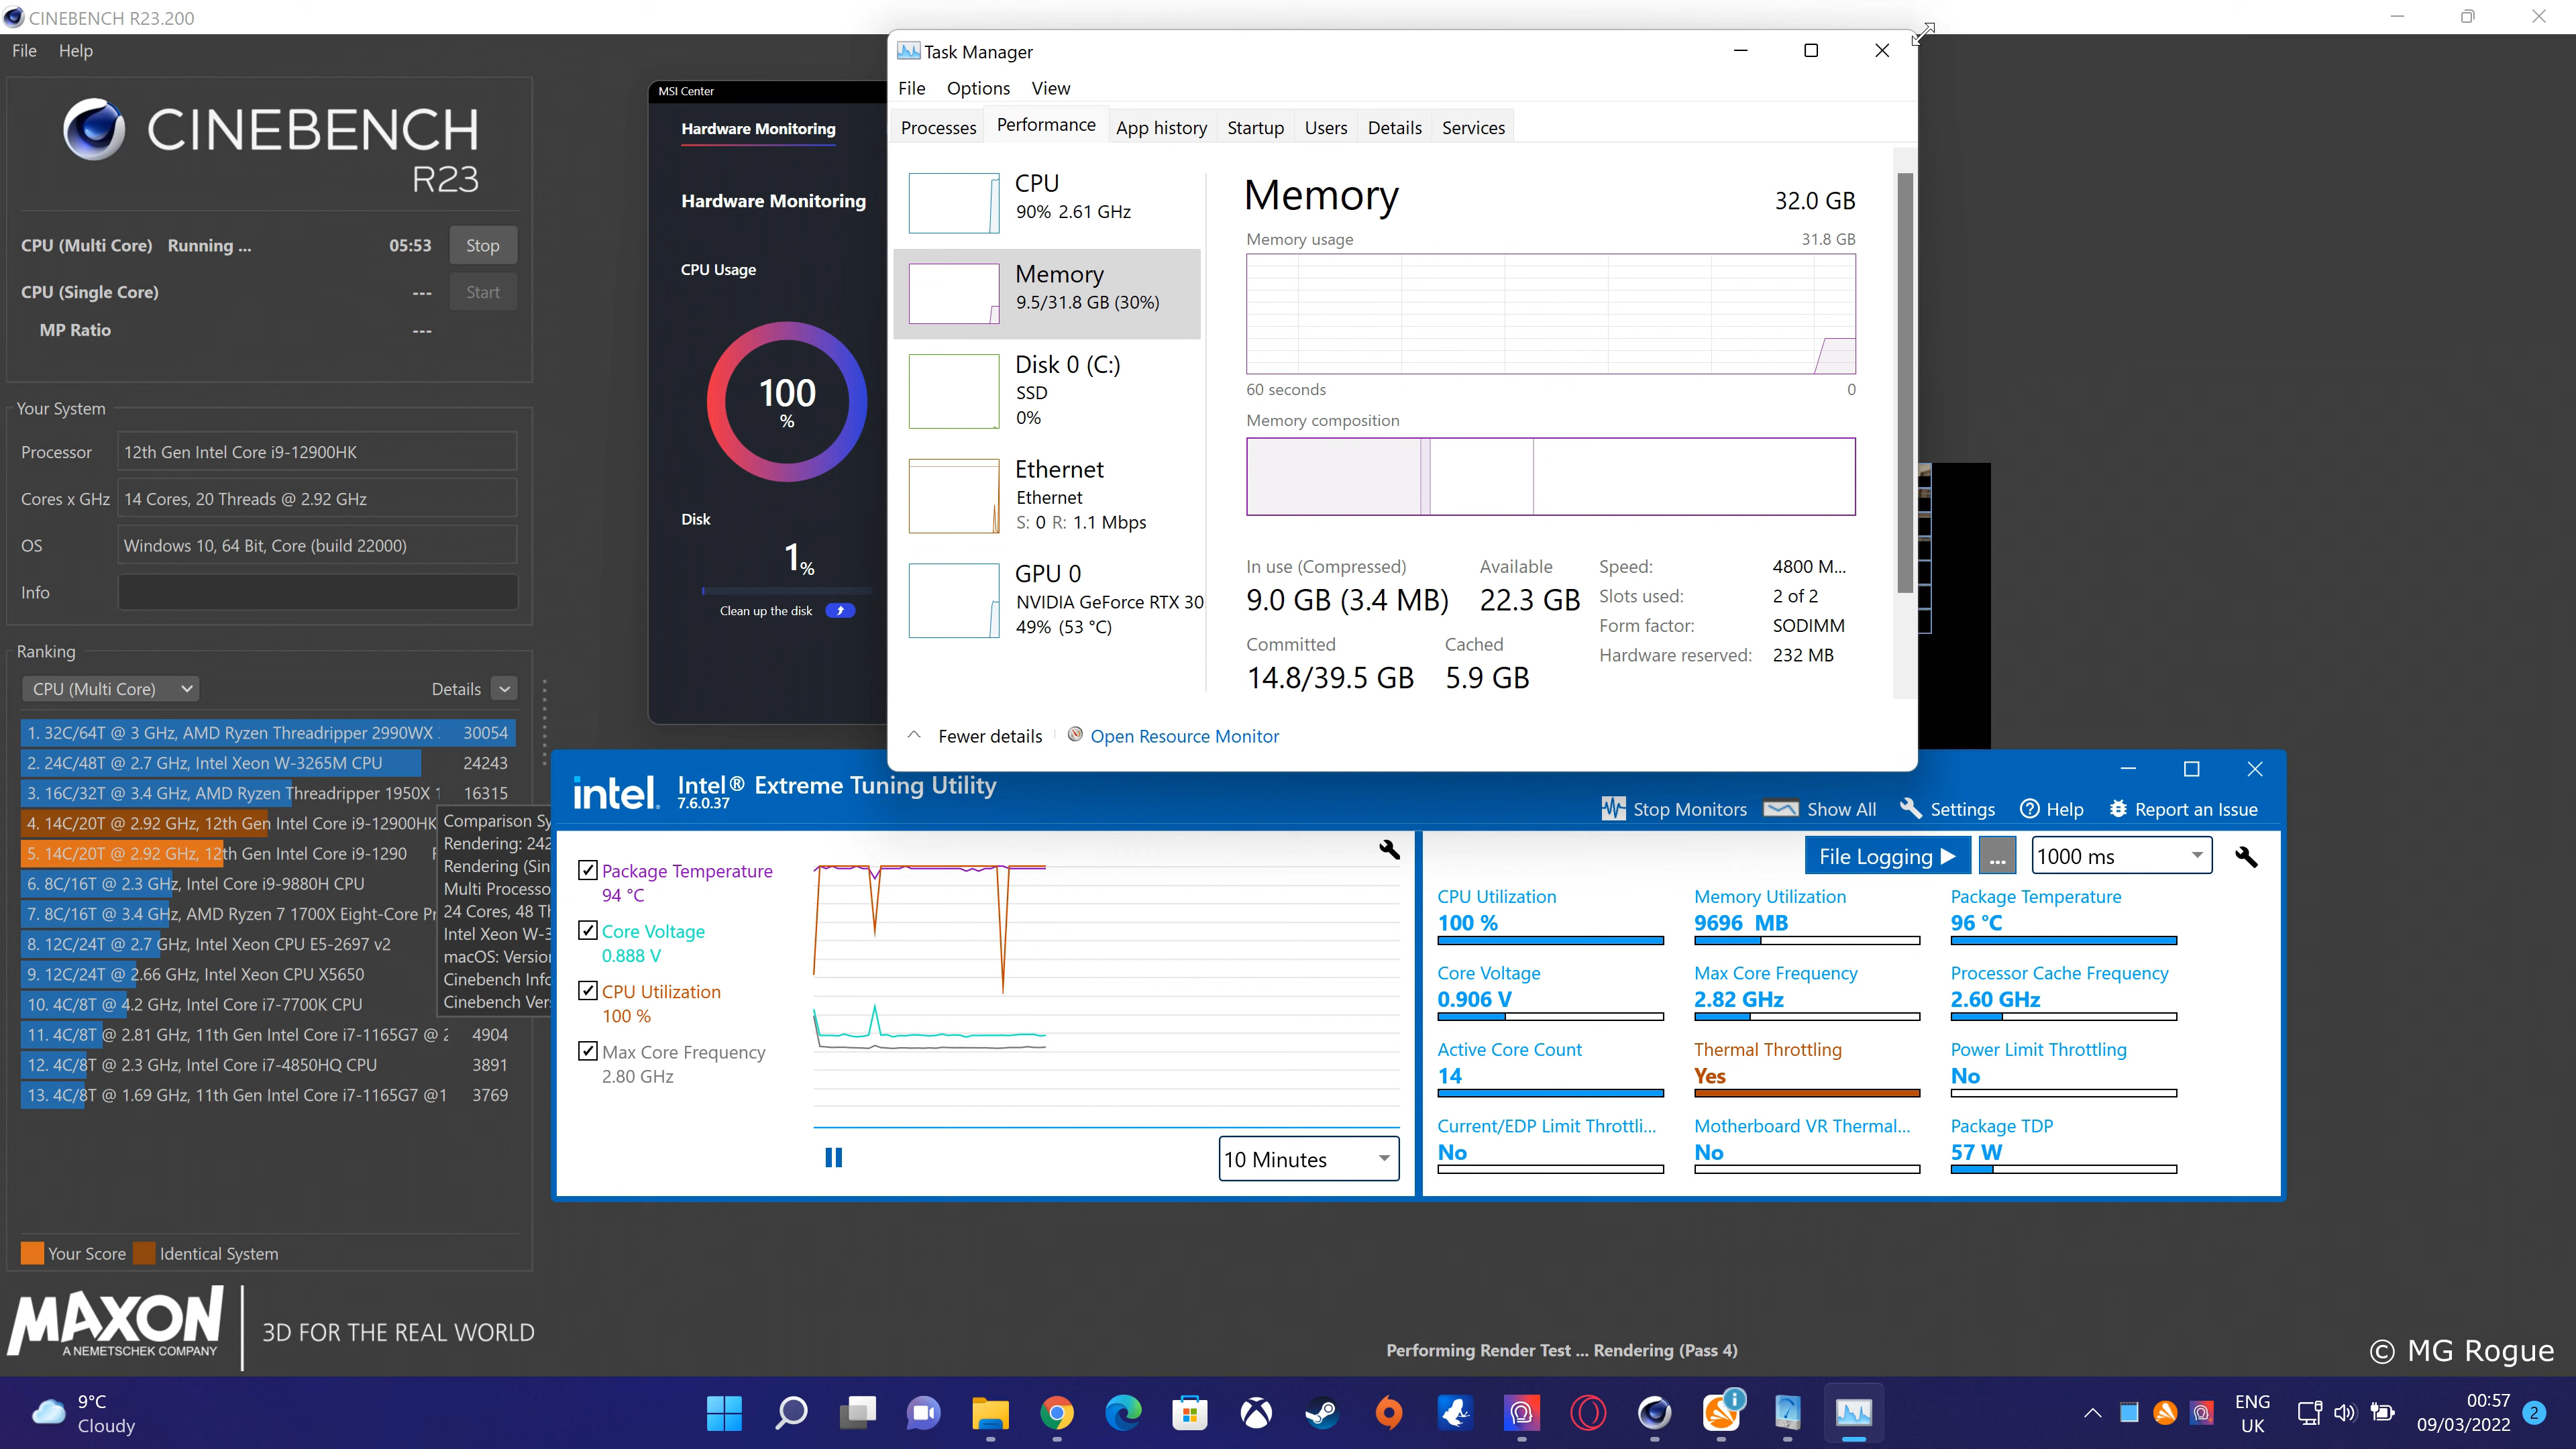 CINEBENCH R23.200
File Help
CINEBENCH
R23
CPU (Multi Core) Running ... 05:53 Stop
CPU (Single Core) --- Start
MP Ratio ---
Your System
Processor 12th Gen Intel Core i9-12900HK
Cores x GHz 14 Cores, 20 Threads @ 2.92 GHz
OS Windows 10, 64 Bit, Core (build 22000)
Info
Ranking
CPU (Multi Core) Details
1. 32C/64T @ 3 GHz, AMD Ryzen Threadripper 2990WX 30054
2. 24C/48T @ 2.7 GHz, Intel Xeon W-3265M CPU 24243
3. 16C/32T @ 3.4 GHz, AMD Ryzen Threadripper 1950X 16315
4. 14C/20T @ 2.92 GHz, 12th Gen Intel Core i9-12900HK
5. 14C/20T @ 2.92 GHz, 12th Gen Intel Core i9-1290
6. 8C/16T @ 2.3 GHz, Intel Core i9-9880H CPU
7. 8C/16T @ 3.4 GHz, AMD Ryzen 7 1700X Eight-Core
8. 12C/24T @ 2.7 GHz, Intel Xeon CPU E5-2697 v2
9. 12C/24T @ 2.66 GHz, Intel Xeon CPU X5650
10. 4C/8T @ 4.2 GHz, Intel Core i7-7700K CPU
11. 4C/8T @ 2.81 GHz, 11th Gen Intel Core i7-1165G7 @ 4904
12. 4C/8T @ 2.3 GHz, Intel Core i7-4850HQ CPU 3891
13. 4C/8T @ 1.69 GHz, 11th Gen Intel Core i7-1165G7 @1 3769
Comparison Sy
Rendering: 242
Rendering (Sin
Multi Processo
24 Cores, 48 Th
Intel Xeon W-3
macOS: Version
Cinebench Info
Cinebench Ver
Your Score Identical System
MAXON
A NEMETSCHEK COMPANY
3D FOR THE REAL WORLD
MSI Center
Hardware Monitoring
Hardware Monitoring
CPU Usage
100
%
Disk
1%
Clean up the disk
Task Manager
File Options View
Processes Performance App history Startup Users Details Services
CPU
90% 2.61 GHz
Memory
9.5/31.8 GB (30%)
Disk 0 (C:)
SSD
0%
Ethernet
Ethernet
S: 0 R: 1.1 Mbps
GPU 0
NVIDIA GeForce RTX 30
49% (53 °C)
Memory 32.0 GB
Memory usage 31.8 GB
60 seconds 0
Memory composition
In use (Compressed) Available
9.0 GB (3.4 MB) 22.3 GB
Committed Cached
14.8/39.5 GB 5.9 GB
Speed: 4800 M...
Slots used: 2 of 2
Form factor: SODIMM
Hardware reserved: 232 MB
Fewer details Open Resource Monitor
intel. Intel® Extreme Tuning Utility
7.6.0.37
Stop Monitors Show All Settings Help Report an Issue
Package Temperature
94 °C
Core Voltage
0.888 V
CPU Utilization
100 %
Max Core Frequency
2.80 GHz
10 Minutes
File Logging ... 1000 ms
CPU Utilization Memory Utilization Package Temperature
100 % 9696 MB 96 °C
Core Voltage Max Core Frequency Processor Cache Frequency
0.906 V 2.82 GHz 2.60 GHz
Active Core Count Thermal Throttling Power Limit Throttling
14 Yes No
Current/EDP Limit Throttli... Motherboard VR Thermal... Package TDP
No No 57 W
Performing Render Test ... Rendering (Pass 4)
© MG Rogue
9°C
Cloudy
ENG
UK
00:57
09/03/2022
2